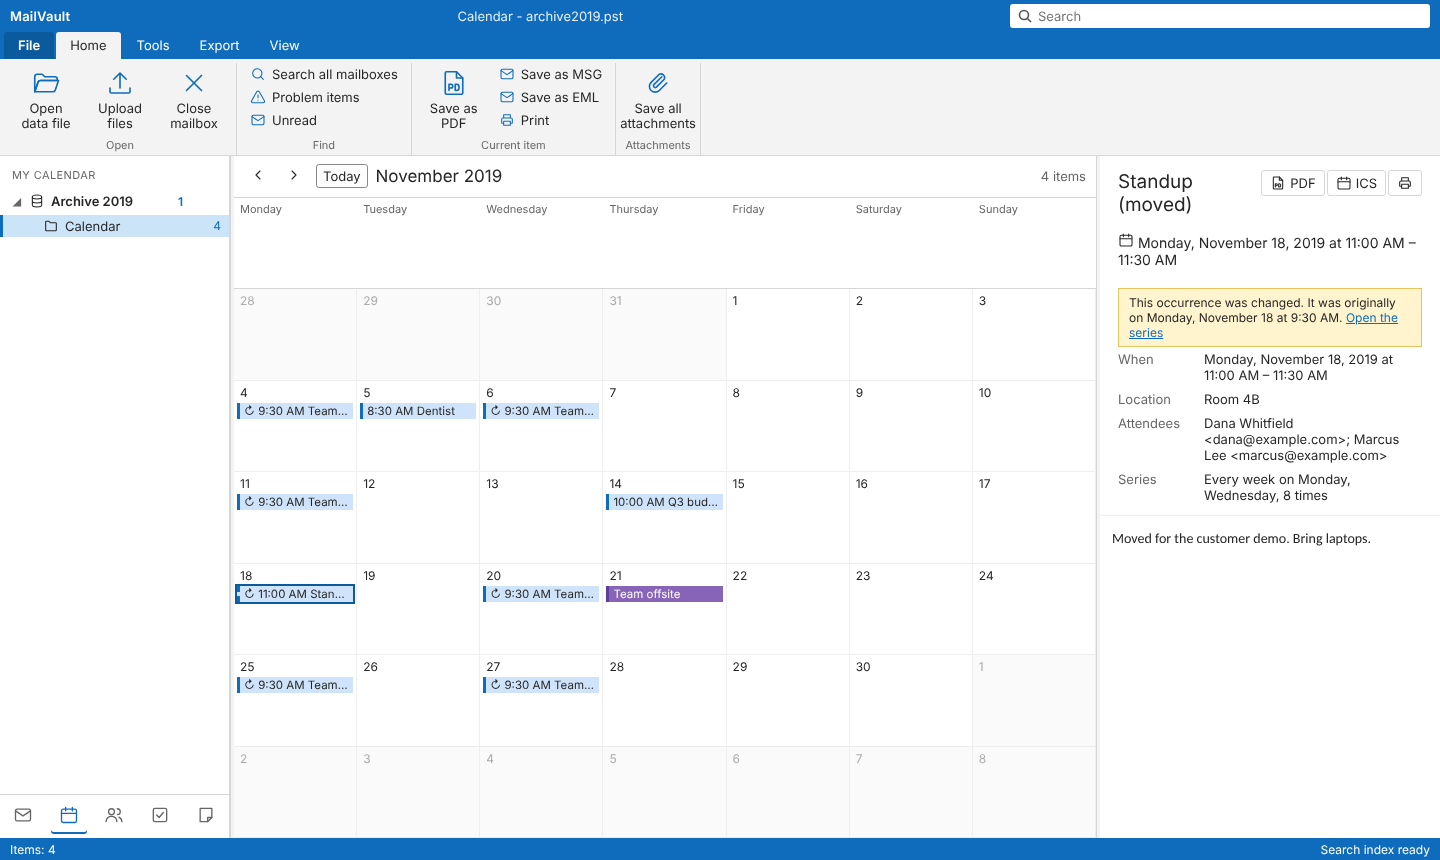 MailVault
Calendar - archive2019.pst
Search
File
Home
Tools
Export
View
Open
data file
Upload
files
Close
mailbox
Open
Search all mailboxes
Problem items
Unread
Find
Save as
PDF
Save as MSG
Save as EML
Print
Current item
Save all
attachments
Attachments
MY CALENDAR
Archive 2019 1
Calendar 4
Today
November 2019
4 items
Monday Tuesday Wednesday Thursday Friday Saturday Sunday
28 29 30 31 1 2 3
4 5 6 7 8 9 10
9:30 AM Team...
8:30 AM Dentist
9:30 AM Team...
11 12 13 14 15 16 17
9:30 AM Team...
10:00 AM Q3 bud...
18 19 20 21 22 23 24
11:00 AM Stan...
9:30 AM Team...
Team offsite
25 26 27 28 29 30 1
9:30 AM Team...
9:30 AM Team...
2 3 4 5 6 7 8
Standup
(moved)
PDF
ICS
Monday, November 18, 2019 at 11:00 AM –
11:30 AM
This occurrence was changed. It was originally
on Monday, November 18 at 9:30 AM. Open the
series
When
Monday, November 18, 2019 at
11:00 AM – 11:30 AM
Location
Room 4B
Attendees
Dana Whitfield
<dana@example.com>; Marcus
Lee <marcus@example.com>
Series
Every week on Monday,
Wednesday, 8 times
Moved for the customer demo. Bring laptops.
Items: 4
Search index ready